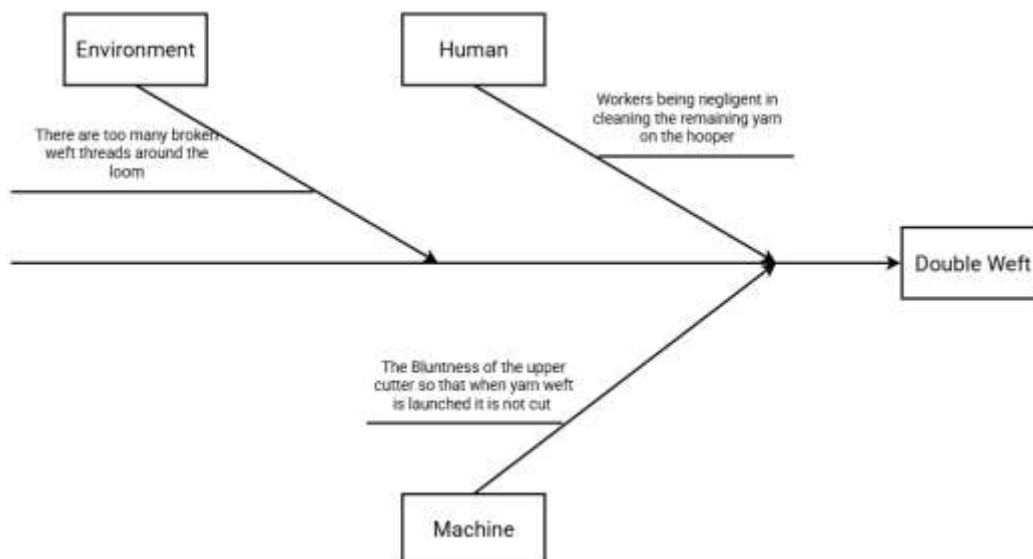 Environment
Human
There are too many broken
weft threads around the
loom
Workers being negligent in
cleaning the remaining yarn
on the hooper
Double Weft
The Bluntness of the upper
cutter so that when yarn weft
is launched it is not cut
Machine